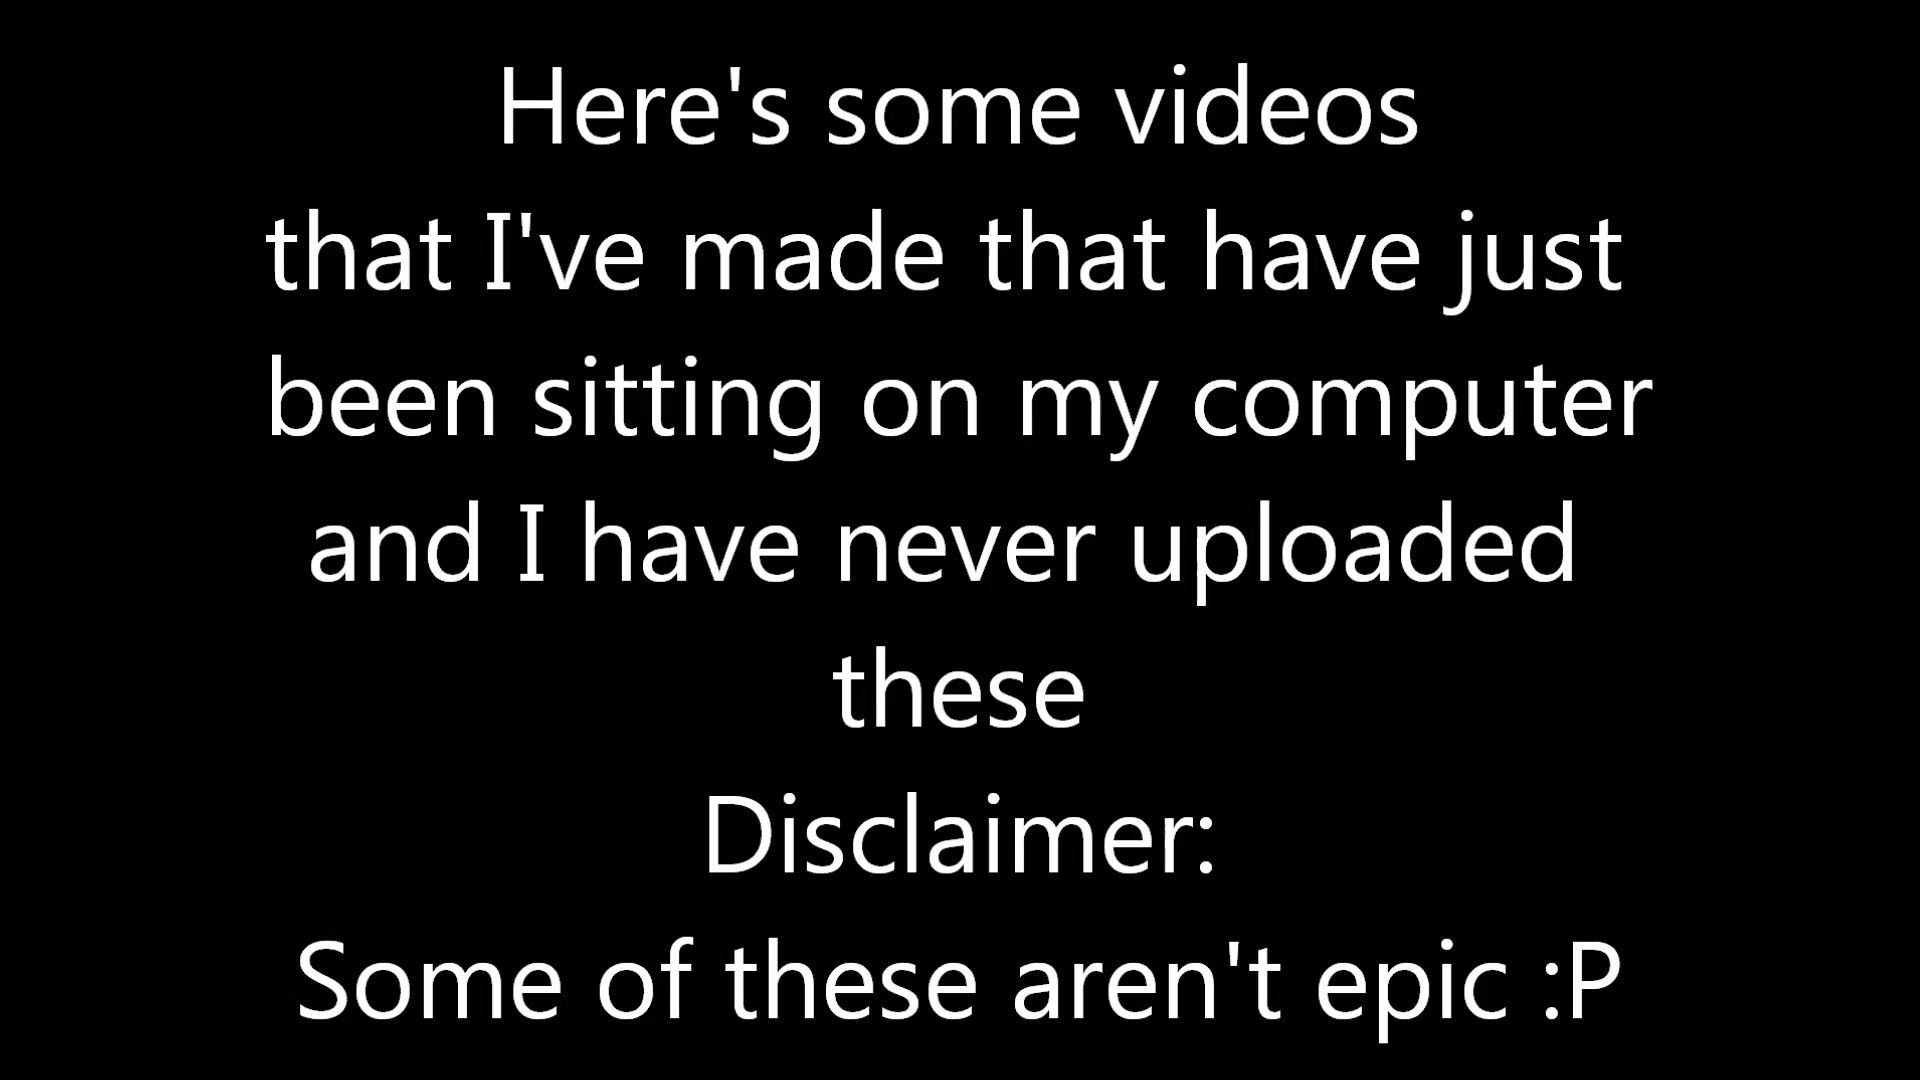 Here's some videos
that I've made that have just
been sitting on my computer
and I have never uploaded
these
Disclaimer:
Some of these aren't epic :P